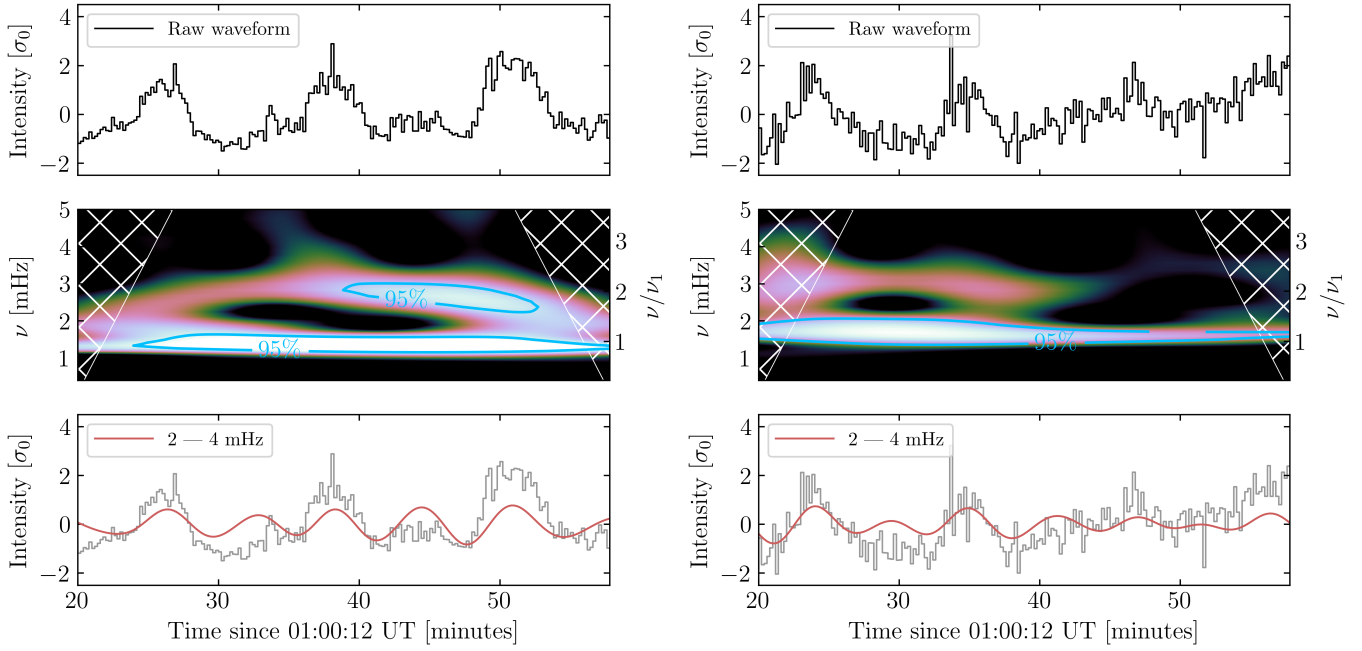 Raw waveform
Intensity [σ₀]
4
2
0
−2
Raw waveform
Intensity [σ₀]
4
2
0
−2
ν [mHz]
5
4
3
2
1
95%
95%
3
2
1
ν/ν₁
ν [mHz]
5
4
3
2
1
95%
3
2
1
ν/ν₁
2 — 4 mHz
Intensity [σ₀]
4
2
0
−2
20 30 40 50
Time since 01:00:12 UT [minutes]
2 — 4 mHz
Intensity [σ₀]
4
2
0
−2
20 30 40 50
Time since 01:00:12 UT [minutes]